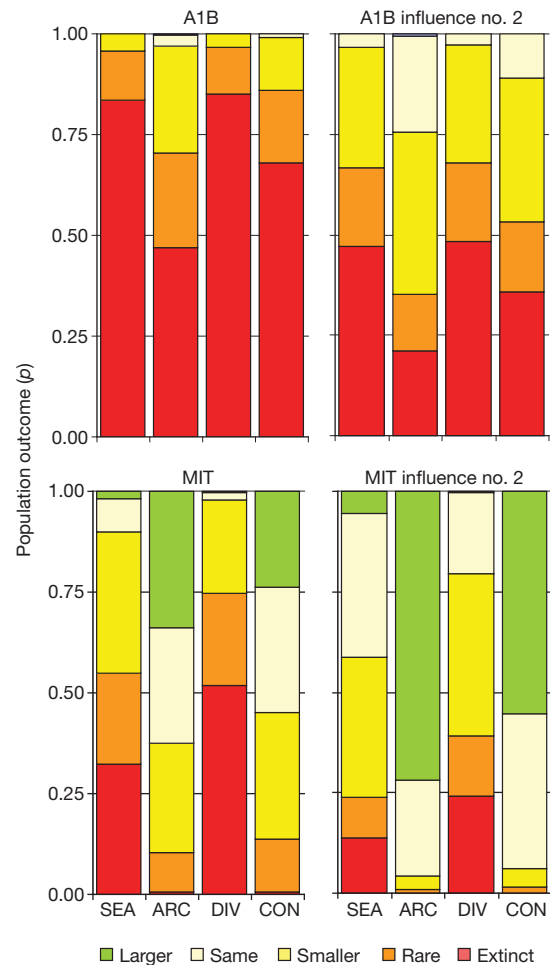 A1B
A1B influence no. 2
1.00
0.75
0.50
0.25
0.00
Population outcome (p)
MIT
MIT influence no. 2
1.00
0.75
0.50
0.25
0.00
SEA ARC DIV CON
SEA ARC DIV CON
Larger Same Smaller Rare Extinct